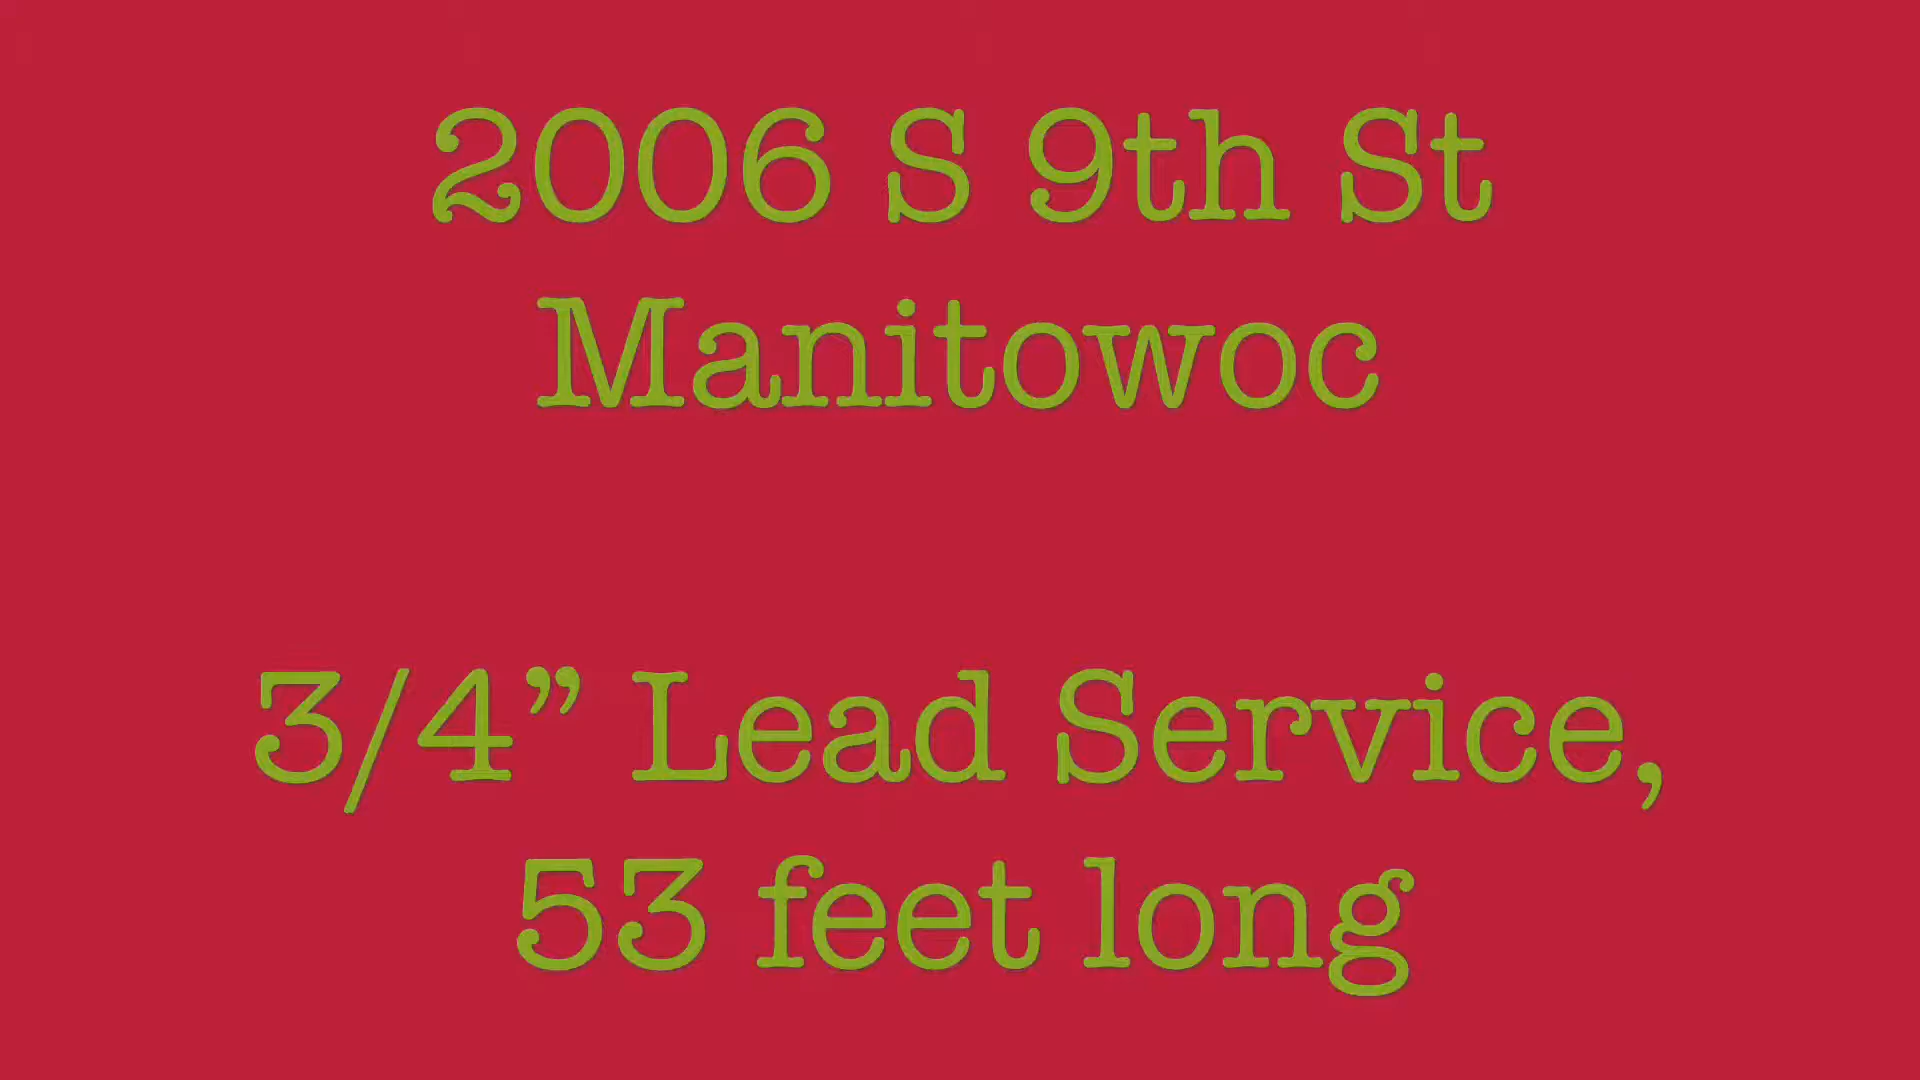 2006 S 9th St
Manitowoc
3/4” Lead Service,
53 feet long